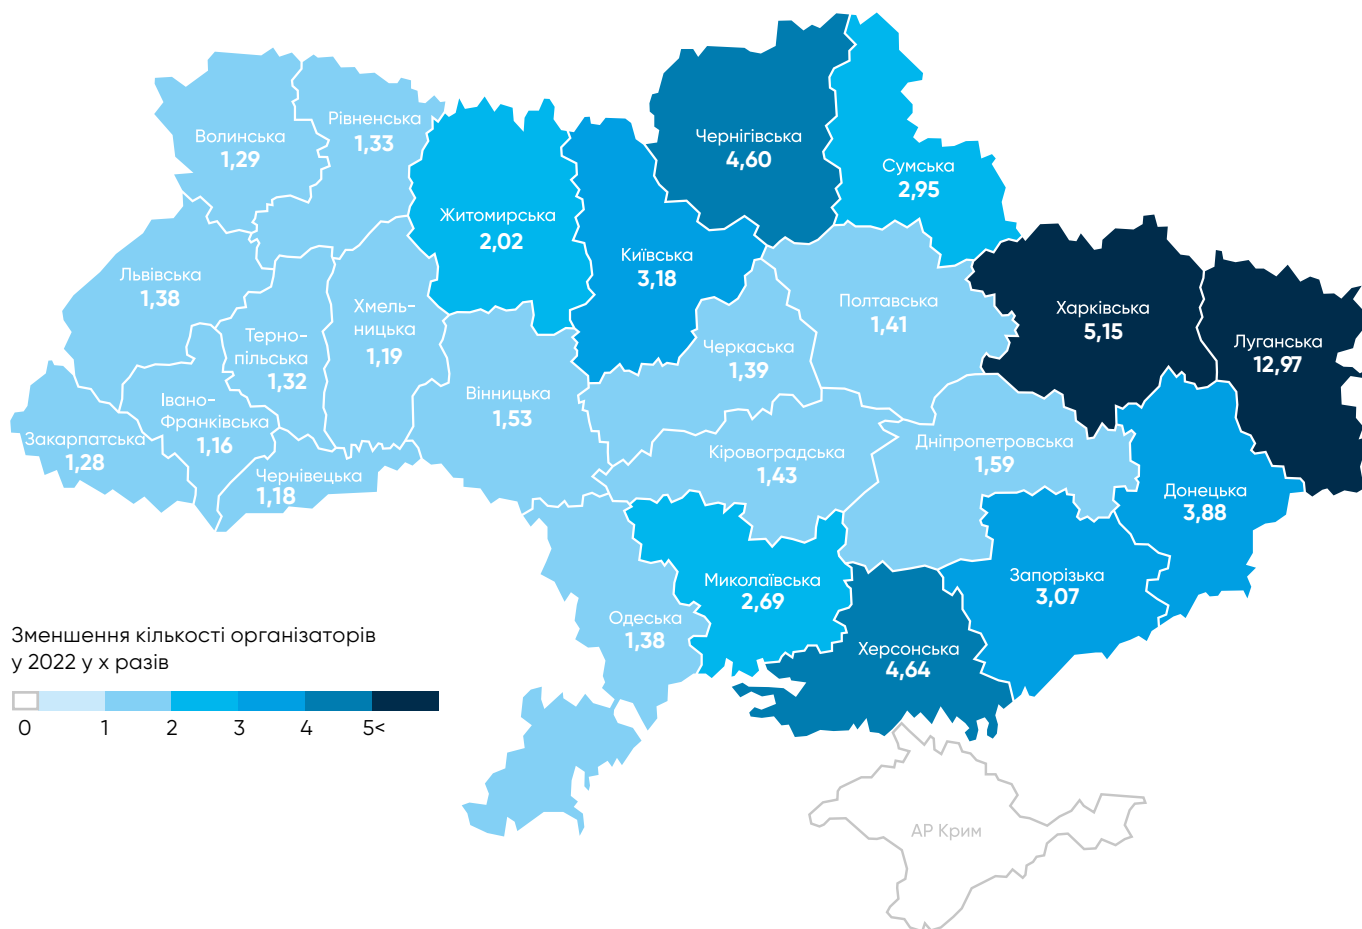 Волинська
1,29
Рівненська
1,33
Житомирська
2,02
Київська
3,18
Чернігівська
4,60
Сумська
2,95
Львівська
1,38
Терно-
пільська
1,32
Хмель-
ницька
1,19
Івано-
Франківська
1,16
Закарпатська
1,28
Чернівецька
1,18
Вінницька
1,53
Черкаська
1,39
Полтавська
1,41
Харківська
5,15
Луганська
12,97
Кіровоградська
1,43
Дніпропетровська
1,59
Донецька
3,88
Запорізька
3,07
Миколаївська
2,69
Одеська
1,38
Херсонська
4,64
АР Крим
Зменшення кількості організаторів
у 2022 у х разів
0 1 2 3 4 5<